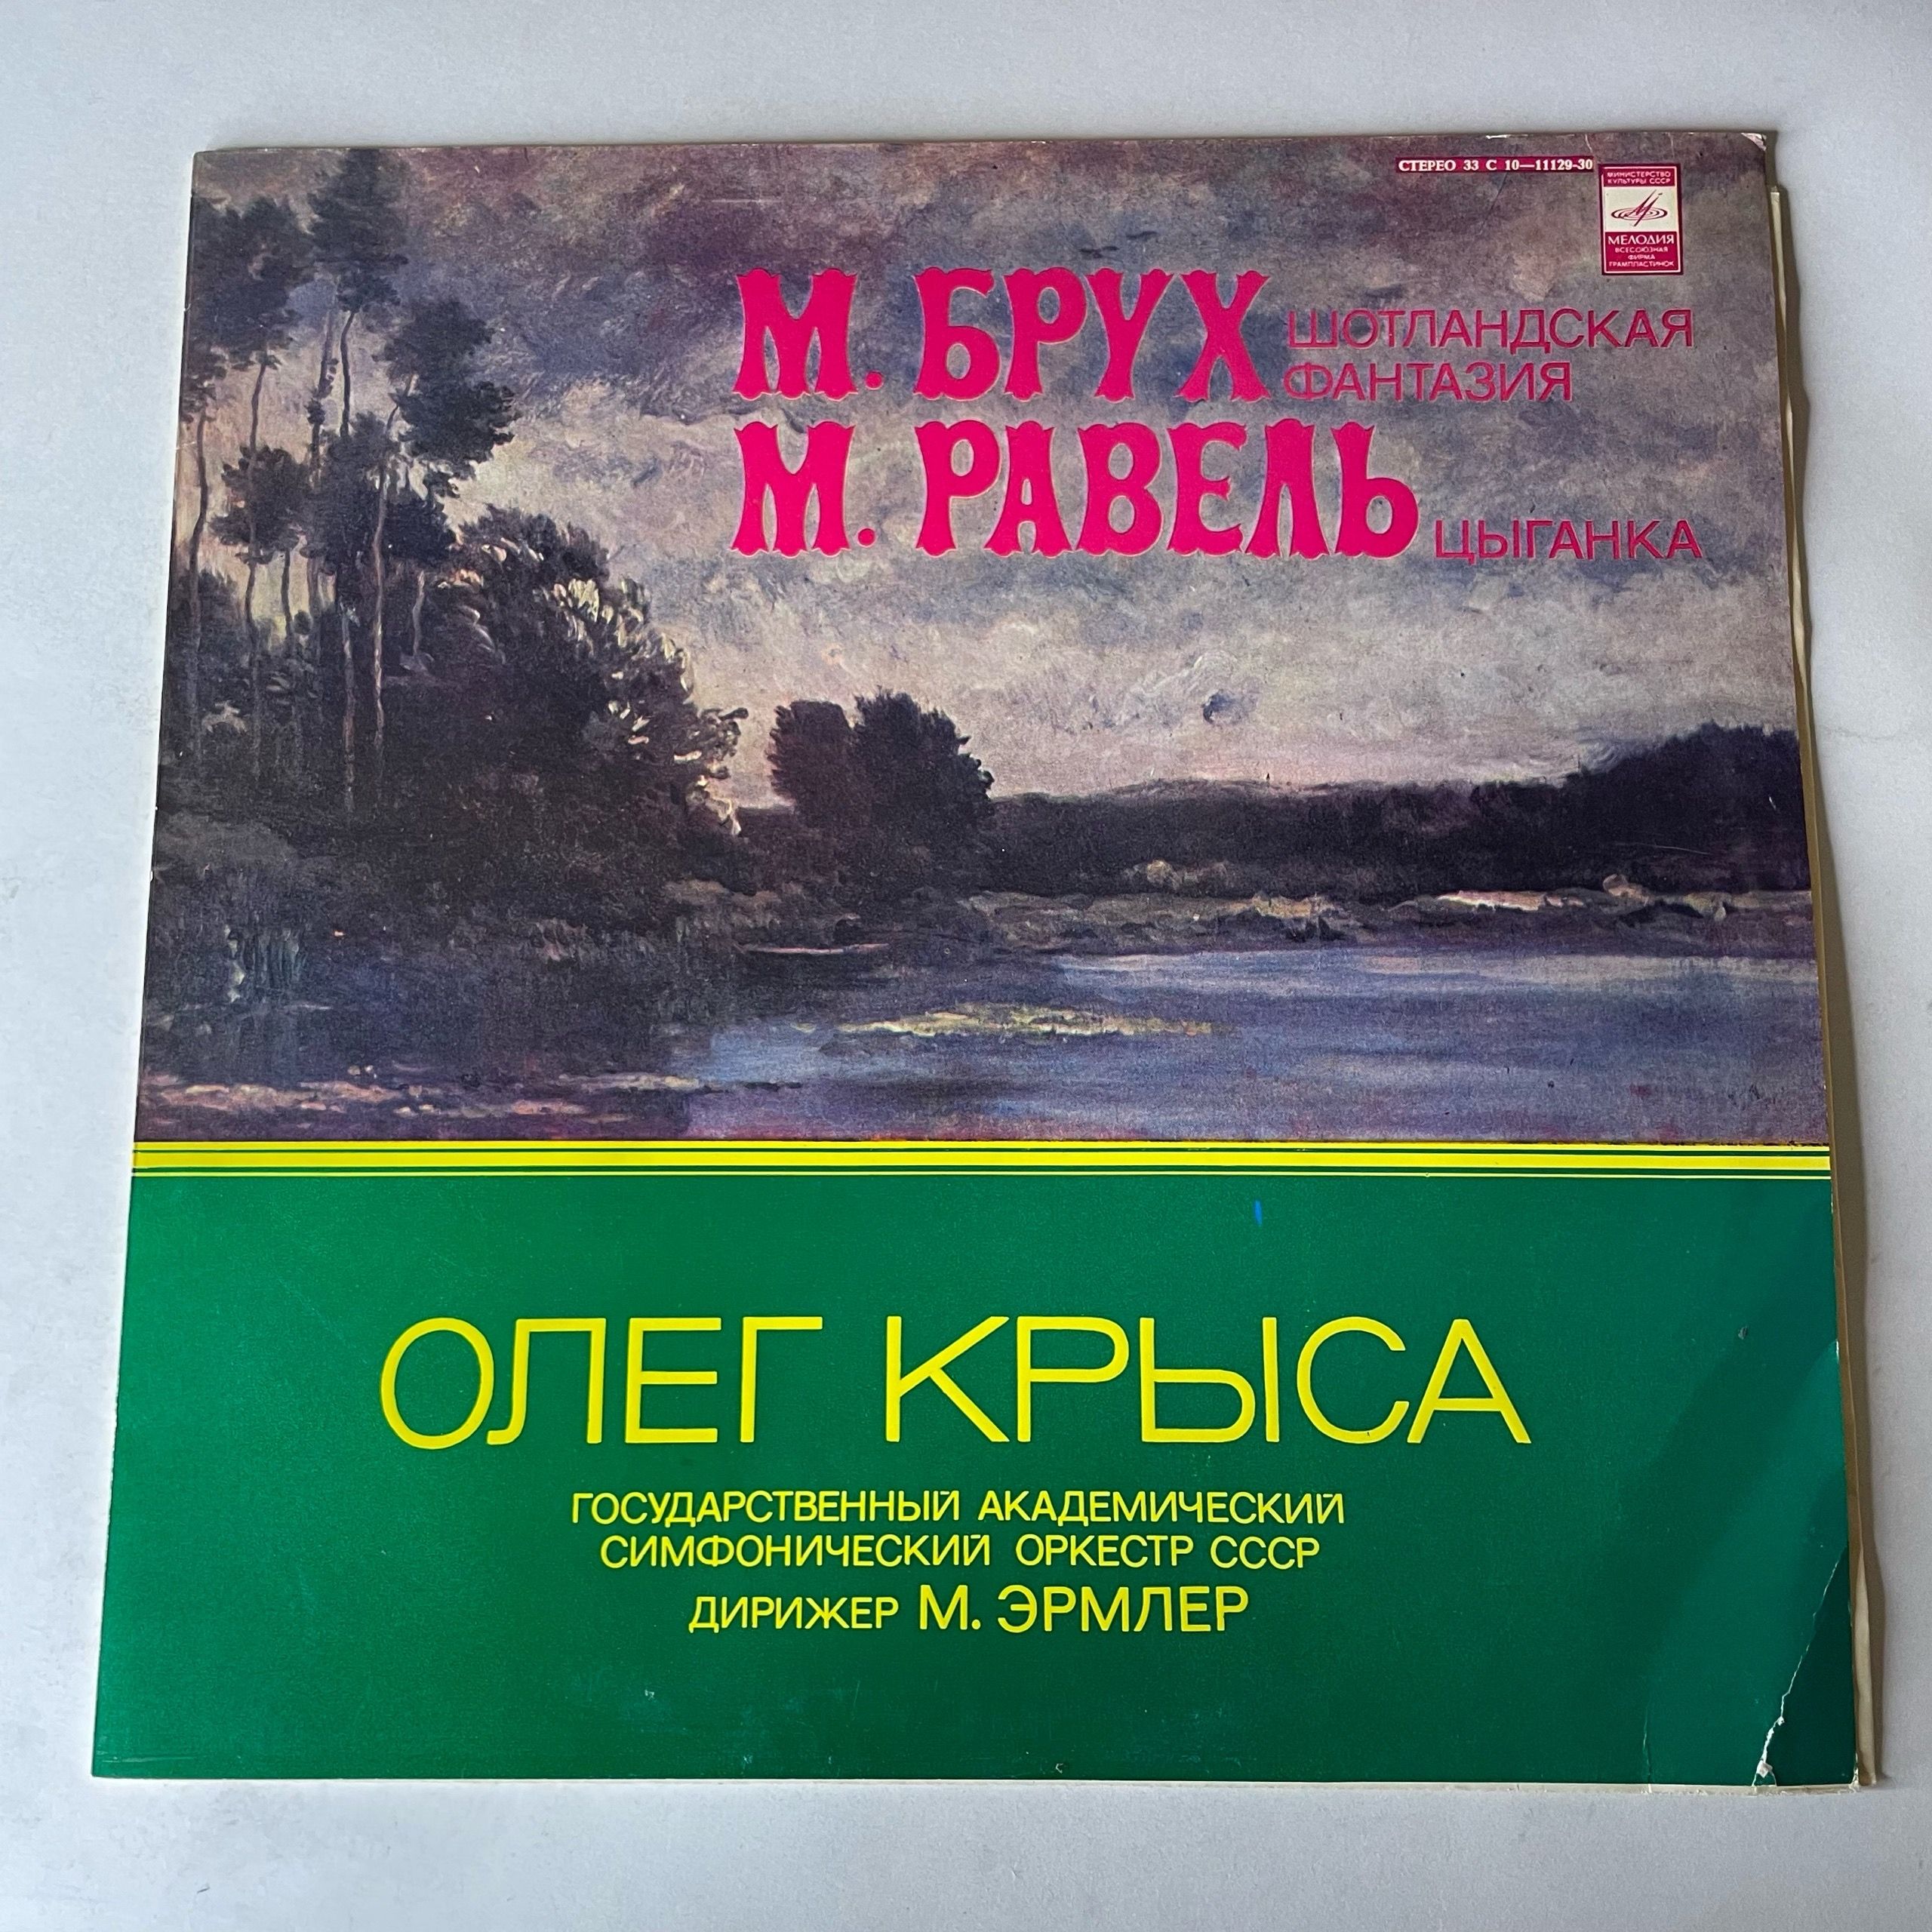 СТЕРЕО 33 С 10—11129-30
МИНИСТЕРСТВО
КУЛЬТУРЫ СССР
МЕЛОДИЯ
ВСЕСОЮЗНАЯ
ФИРМА
ГРАМПЛАСТИНОК
М. БРУХ ШОТЛАНДСКАЯ
ФАНТАЗИЯ
М. РАВЕЛЬ ЦЫГАНКА
ОЛЕГ КРЫСА
ГОСУДАРСТВЕННЫЙ АКАДЕМИЧЕСКИЙ
СИМФОНИЧЕСКИЙ ОРКЕСТР СССР
ДИРИЖЕР М. ЭРМЛЕР